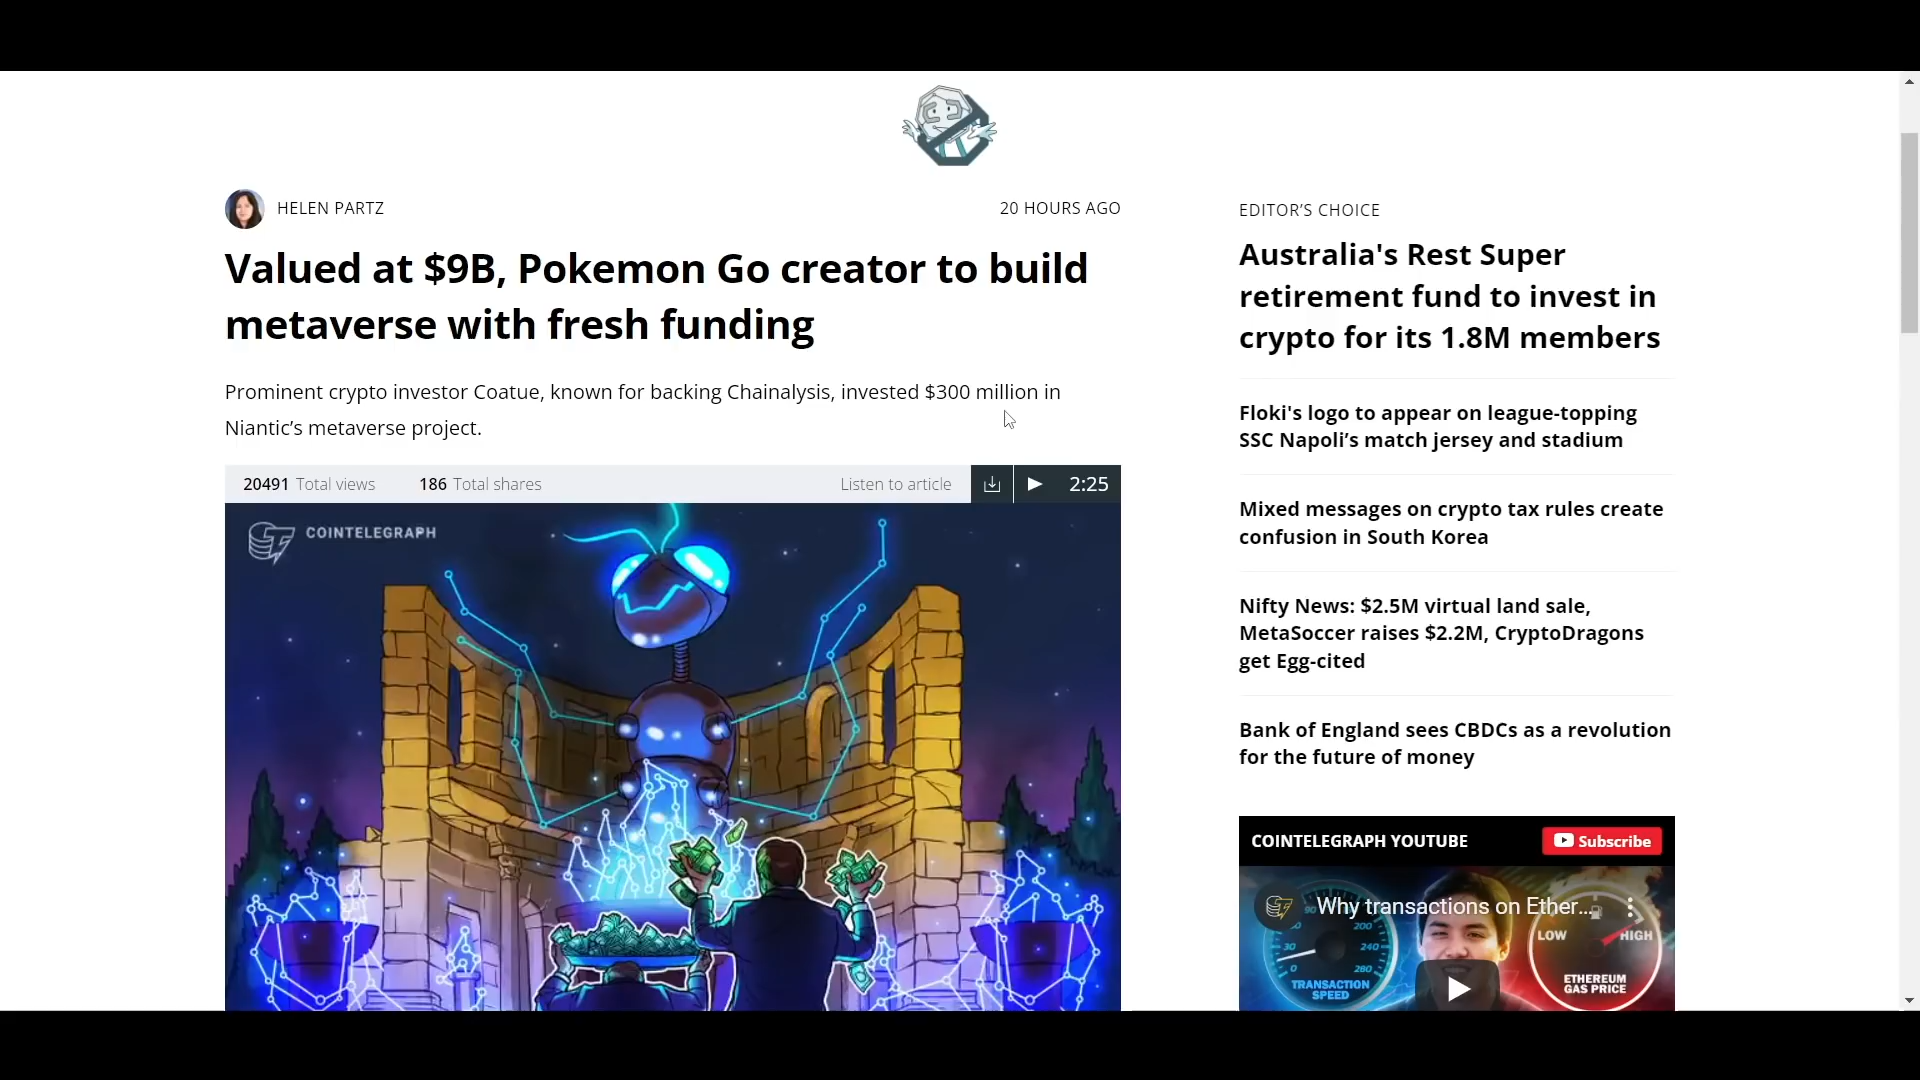 HELEN PARTZ
20 HOURS AGO
Valued at $9B, Pokemon Go creator to build
metaverse with fresh funding
Prominent crypto investor Coatue, known for backing Chainalysis, invested $300 million in
Niantic’s metaverse project.
20491 Total views 186 Total shares Listen to article 2:25
COINTELEGRAPH
EDITOR’S CHOICE
Australia's Rest Super
retirement fund to invest in
crypto for its 1.8M members
Floki's logo to appear on league-topping
SSC Napoli’s match jersey and stadium
Mixed messages on crypto tax rules create
confusion in South Korea
Nifty News: $2.5M virtual land sale,
MetaSoccer raises $2.2M, CryptoDragons
get Egg-cited
Bank of England sees CBDCs as a revolution
for the future of money
COINTELEGRAPH YOUTUBE Subscribe
Why transactions on Ether...
90 200
30 240
0 280
TRANSACTION
SPEED
LOW HIGH
ETHEREUM
GAS PRICE